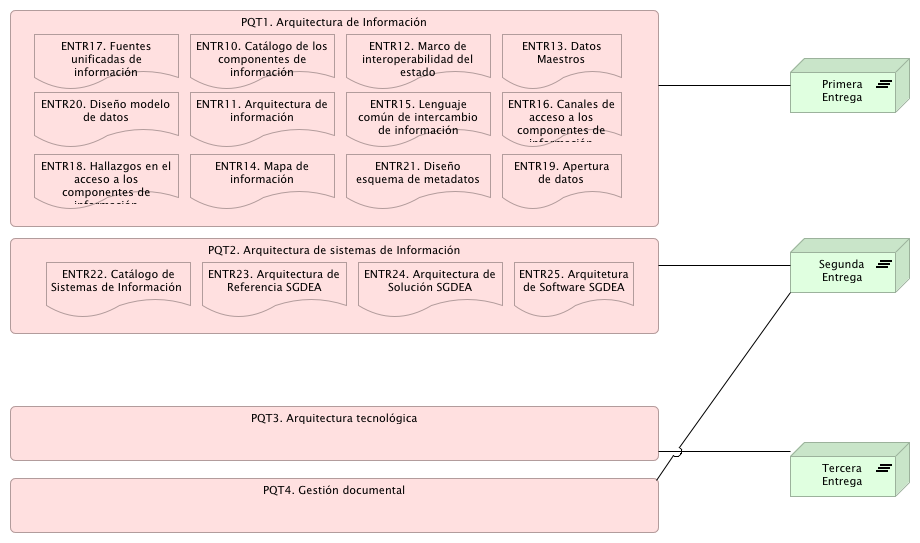 PQT1. Arquitectura de Información
ENTR17. Fuentes
unificadas de
información
ENTR10. Catálogo de los
componentes de
información
ENTR12. Marco de
interoperabilidad del
estado
ENTR13. Datos
Maestros
ENTR20. Diseño modelo
de datos
ENTR11. Arquitectura de
información
ENTR15. Lenguaje
común de intercambio
de información
ENTR16. Canales de
acceso a los
componentes de
información
ENTR18. Hallazgos en el
acceso a los
componentes de
información
ENTR14. Mapa de
información
ENTR21. Diseño
esquema de metadatos
ENTR19. Apertura
de datos
Primera
Entrega
PQT2. Arquitectura de sistemas de Información
ENTR22. Catálogo de
Sistemas de Información
ENTR23. Arquitectura de
Referencia SGDEA
ENTR24. Arquitectura de
Solución SGDEA
ENTR25. Arquitetura
de Software SGDEA
Segunda
Entrega
PQT3. Arquitectura tecnológica
Tercera
Entrega
PQT4. Gestión documental